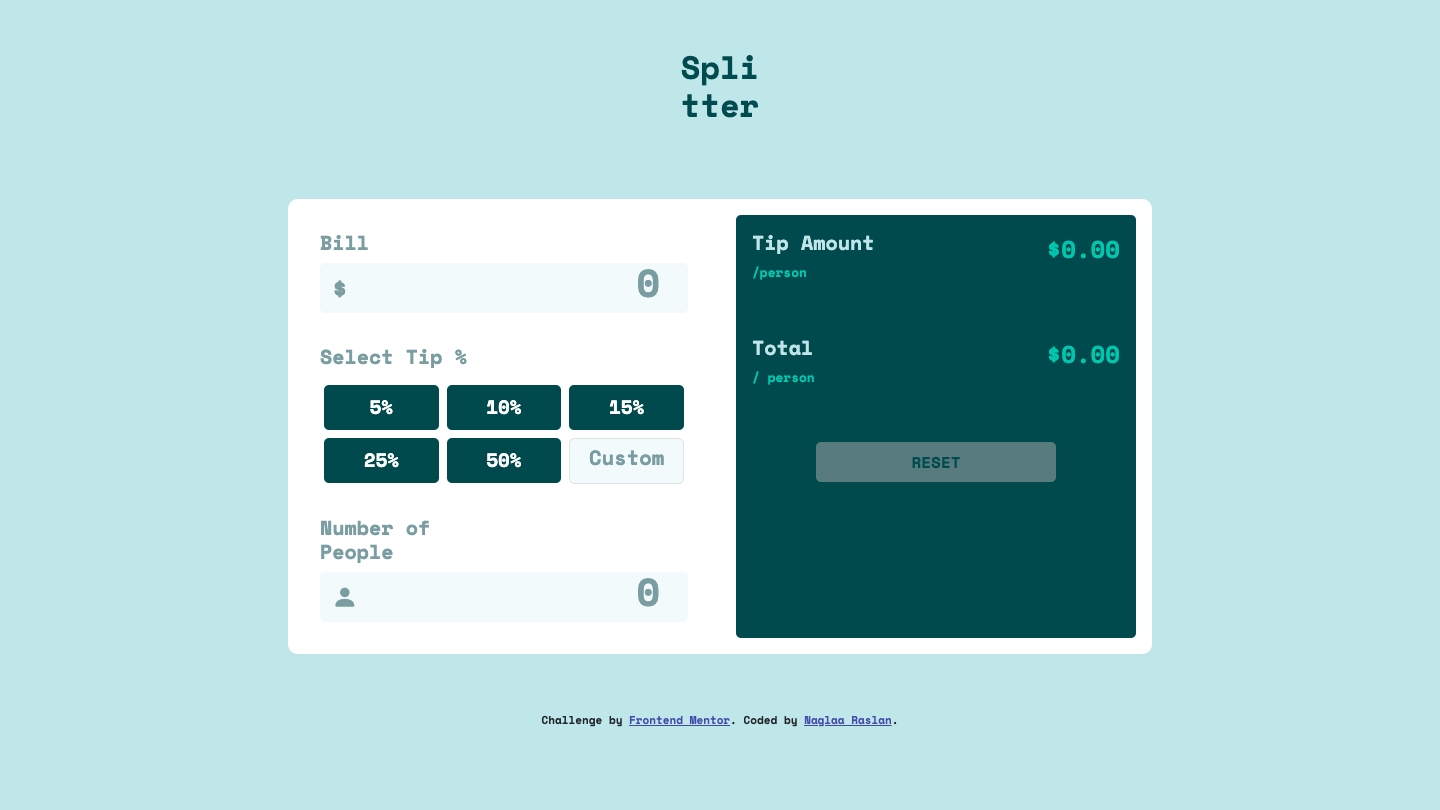 Spli
tter
Bill
$
0
Select Tip %
5%
10%
15%
25%
50%
Custom
Number of
People
0
Tip Amount
/person
$0.00
Total
/ person
$0.00
RESET
Challenge by Frontend Mentor. Coded by Naglaa Raslan.